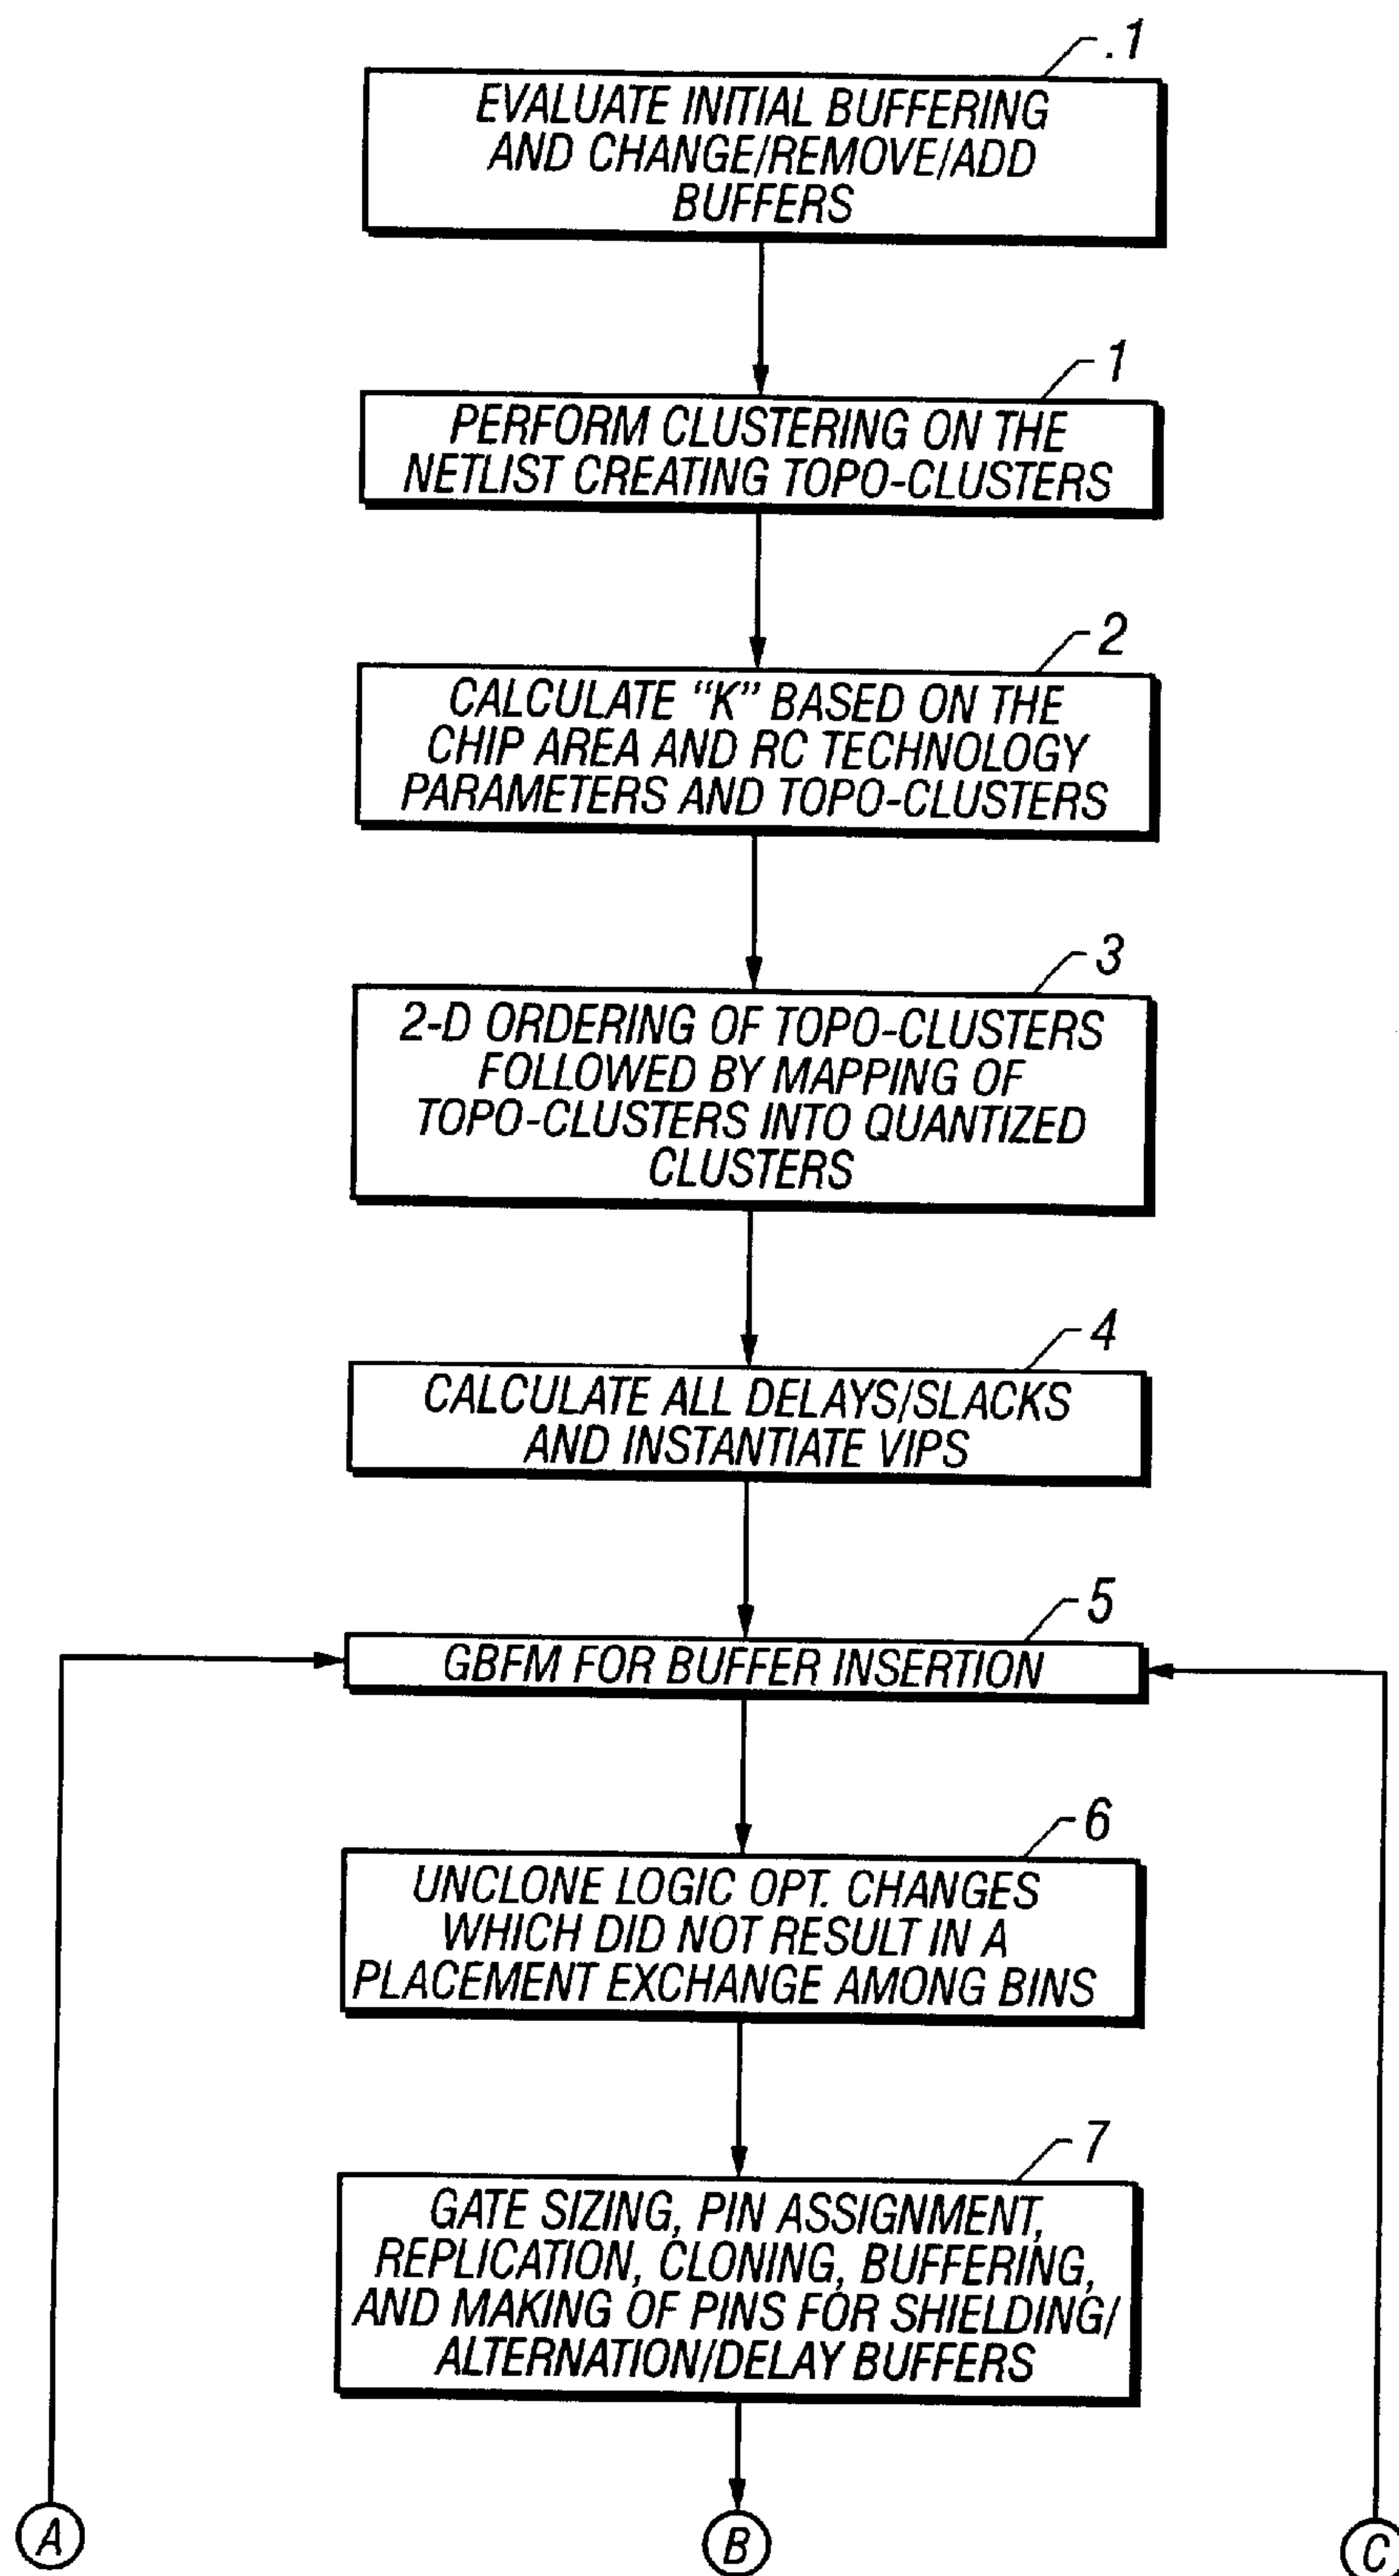 .1
EVALUATE INITIAL BUFFERING
AND CHANGE/REMOVE/ADD
BUFFERS
1
PERFORM CLUSTERING ON THE
NETLIST CREATING TOPO-CLUSTERS
2
CALCULATE “K” BASED ON THE
CHIP AREA AND RC TECHNOLOGY
PARAMETERS AND TOPO-CLUSTERS
3
2-D ORDERING OF TOPO-CLUSTERS
FOLLOWED BY MAPPING OF
TOPO-CLUSTERS INTO QUANTIZED
CLUSTERS
4
CALCULATE ALL DELAYS/SLACKS
AND INSTANTIATE VIPS
5
GBFM FOR BUFFER INSERTION
6
UNCLONE LOGIC OPT. CHANGES
WHICH DID NOT RESULT IN A
PLACEMENT EXCHANGE AMONG BINS
7
GATE SIZING, PIN ASSIGNMENT,
REPLICATION, CLONING, BUFFERING,
AND MAKING OF PINS FOR SHIELDING/
ALTERNATION/DELAY BUFFERS
A
B
C